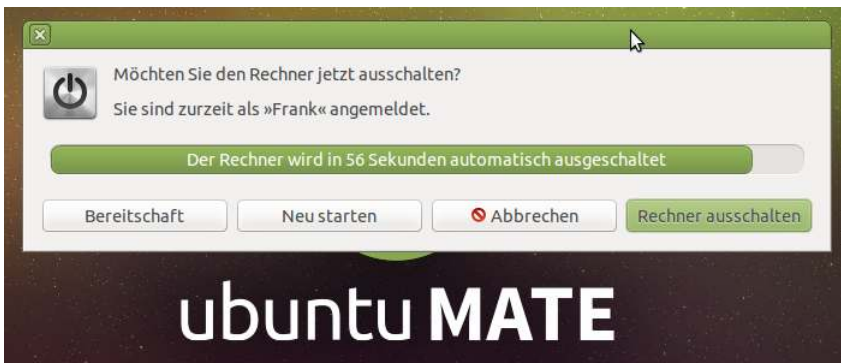 Möchten Sie den Rechner jetzt ausschalten?
Sie sind zurzeit als »Frank« angemeldet.
Der Rechner wird in 56 Sekunden automatisch ausgeschaltet
Bereitschaft
Neu starten
Abbrechen
Rechner ausschalten
ubuntu MATE